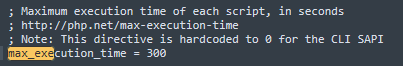 ; Maximum execution time of each script, in seconds
; http://php.net/max-execution-time
; Note: This directive is hardcoded to 0 for the CLI SAPI
max_execution_time = 300